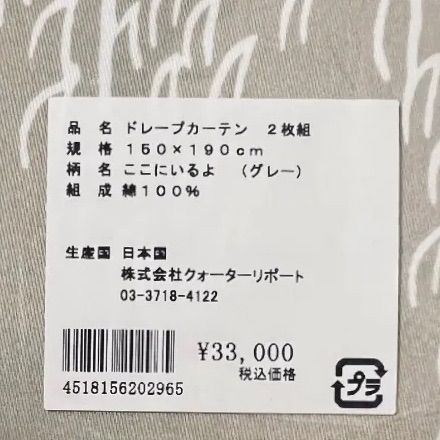 品 名 ドレープカーテン 2枚組
規 格 150×190cm
柄 名 ここにいるよ (グレー)
組 成 綿100%
生産国 日本国
株式会社クォーターリポート
03-3718-4122
¥33,000
税込価格
4518156202965
プラ